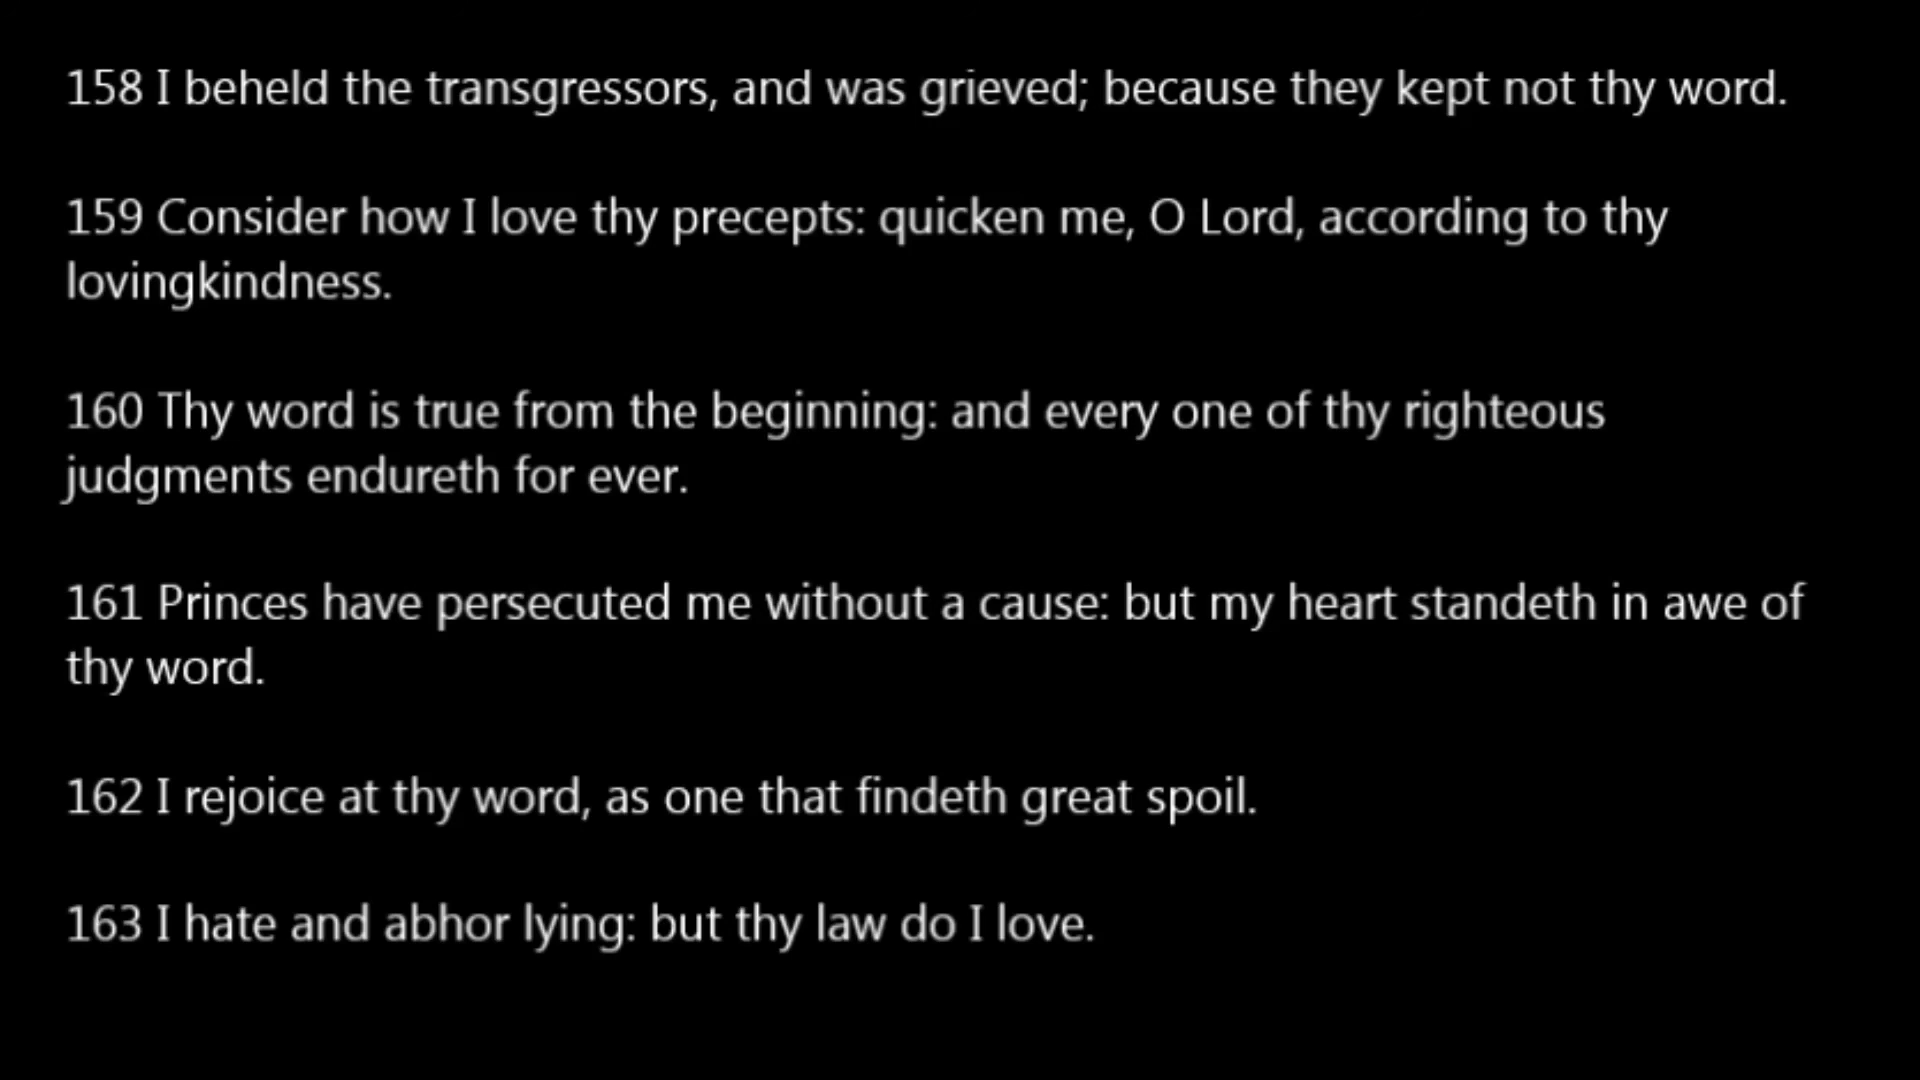 158 I beheld the transgressors, and was grieved; because they kept not thy word.
159 Consider how I love thy precepts: quicken me, O Lord, according to thy
lovingkindness.
160 Thy word is true from the beginning: and every one of thy righteous
judgments endureth for ever.
161 Princes have persecuted me without a cause: but my heart standeth in awe of
thy word.
162 I rejoice at thy word, as one that findeth great spoil.
163 I hate and abhor lying: but thy law do I love.